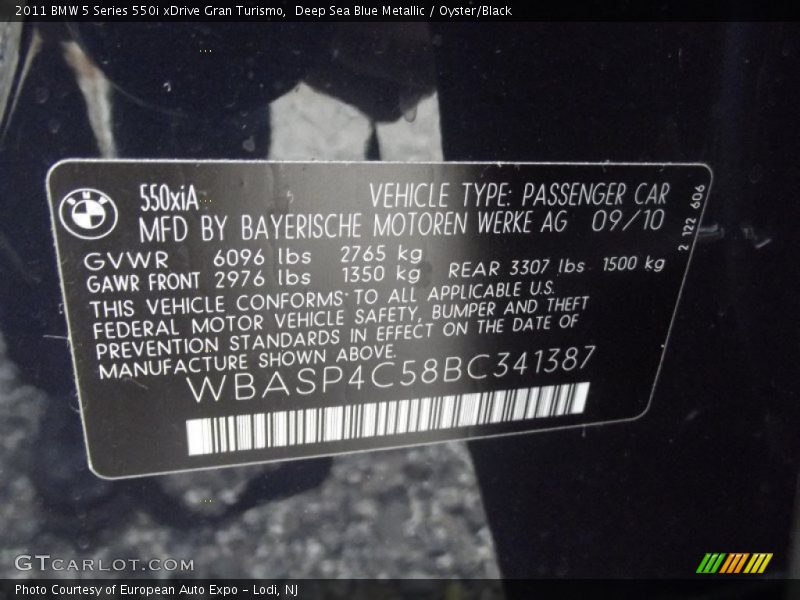 2011 BMW 5 Series 550i xDrive Gran Turismo, Deep Sea Blue Metallic / Oyster/Black
BMW
550xiA VEHICLE TYPE: PASSENGER CAR
MFD BY BAYERISCHE MOTOREN WERKE AG 09/10
2 122 606
GVWR 6096 lbs 2765 kg
GAWR FRONT 2976 lbs 1350 kg REAR 3307 lbs 1500 kg
THIS VEHICLE CONFORMS TO ALL APPLICABLE U.S.
FEDERAL MOTOR VEHICLE SAFETY, BUMPER AND THEFT
PREVENTION STANDARDS IN EFFECT ON THE DATE OF
MANUFACTURE SHOWN ABOVE.
WBASP4C58BC341387
GTCARLOT.COM
Photo Courtesy of European Auto Expo - Lodi, NJ